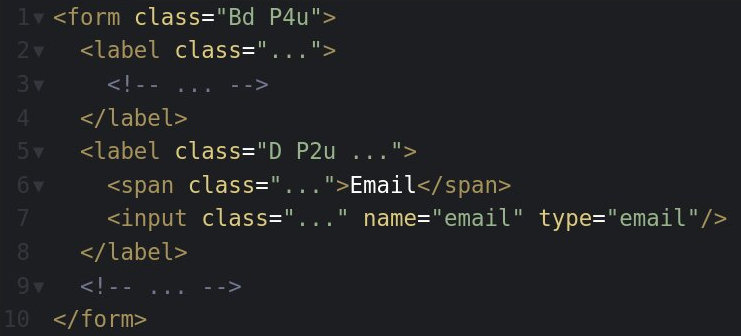 1 <form class="Bd P4u">
2 <label class="...">
3 <!-- ... -->
4 </label>
5 <label class="D P2u ...">
6 <span class="...">Email</span>
7 <input class="..." name="email" type="email"/>
8 </label>
9 <!-- ... -->
10 </form>